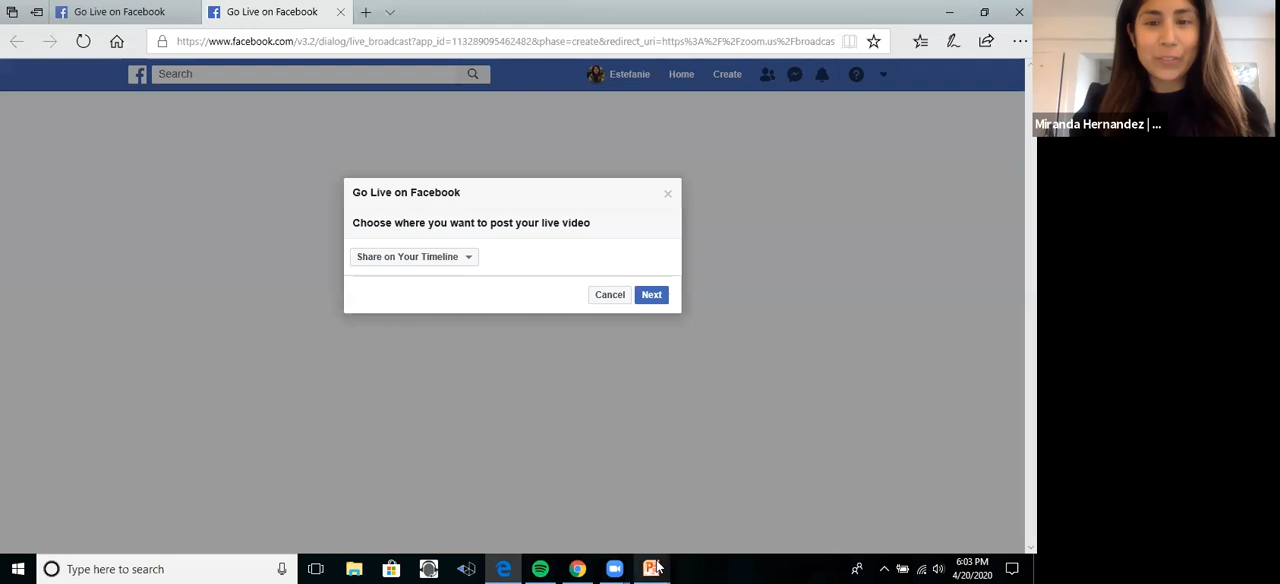 Go Live on Facebook
Go Live on Facebook
https://www.facebook.com/v3.2/dialog/live_broadcast?app_id=113289095462482&phase=create&redirect_uri=https%3A%2F%2Fzoom.us%2Fbroadcas
Search
Estefanie
Home
Create
Miranda Hernandez | ...
Go Live on Facebook
Choose where you want to post your live video
Share on Your Timeline
Cancel
Next
Type here to search
6:03 PM
4/20/2020